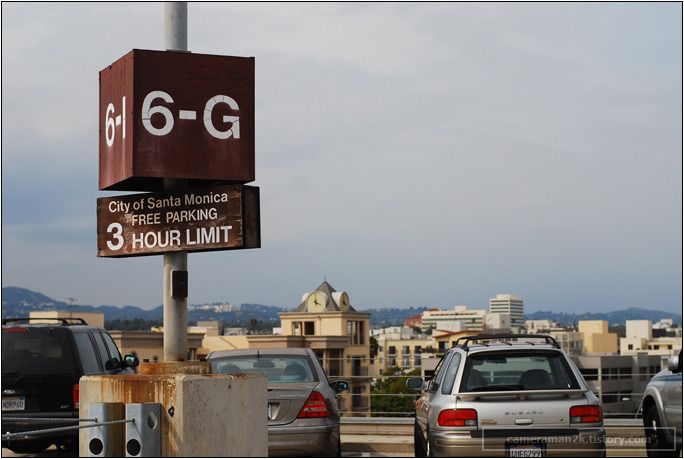 6-I
6-G
City of Santa Monica
FREE PARKING
3 HOUR LIMIT
SUBARU
cameraman2k.tistory.com